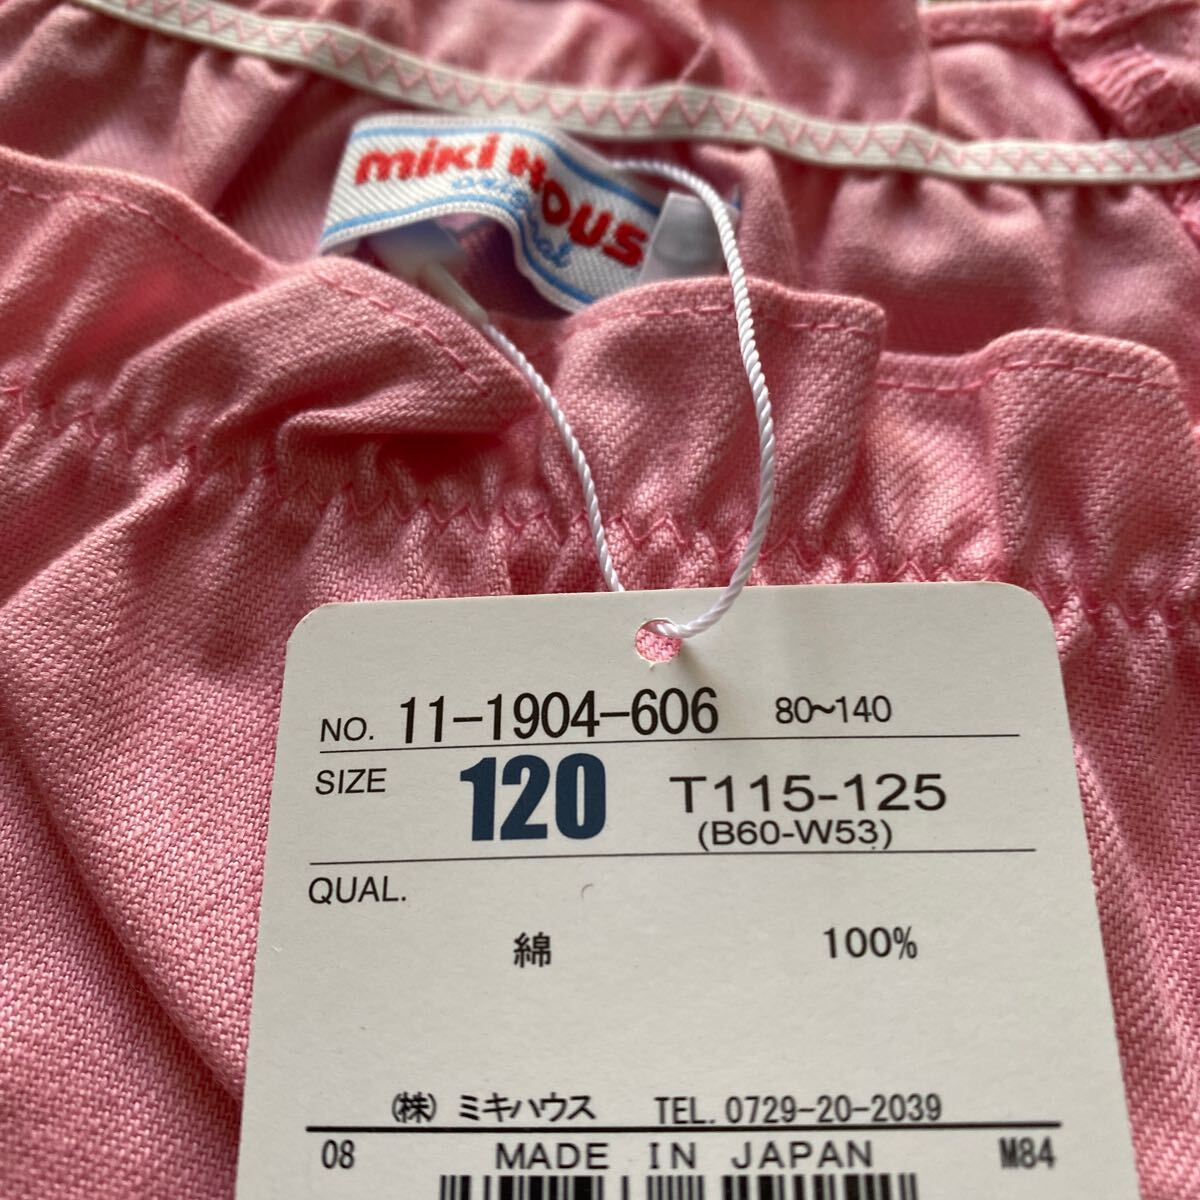 miki HOUS
original
NO. 11-1904-606 80~140
SIZE 120 T115-125
(B60-W53)
QUAL.
綿 100%
(株) ミキハウス TEL. 0729-20-2039
08 MADE IN JAPAN M84